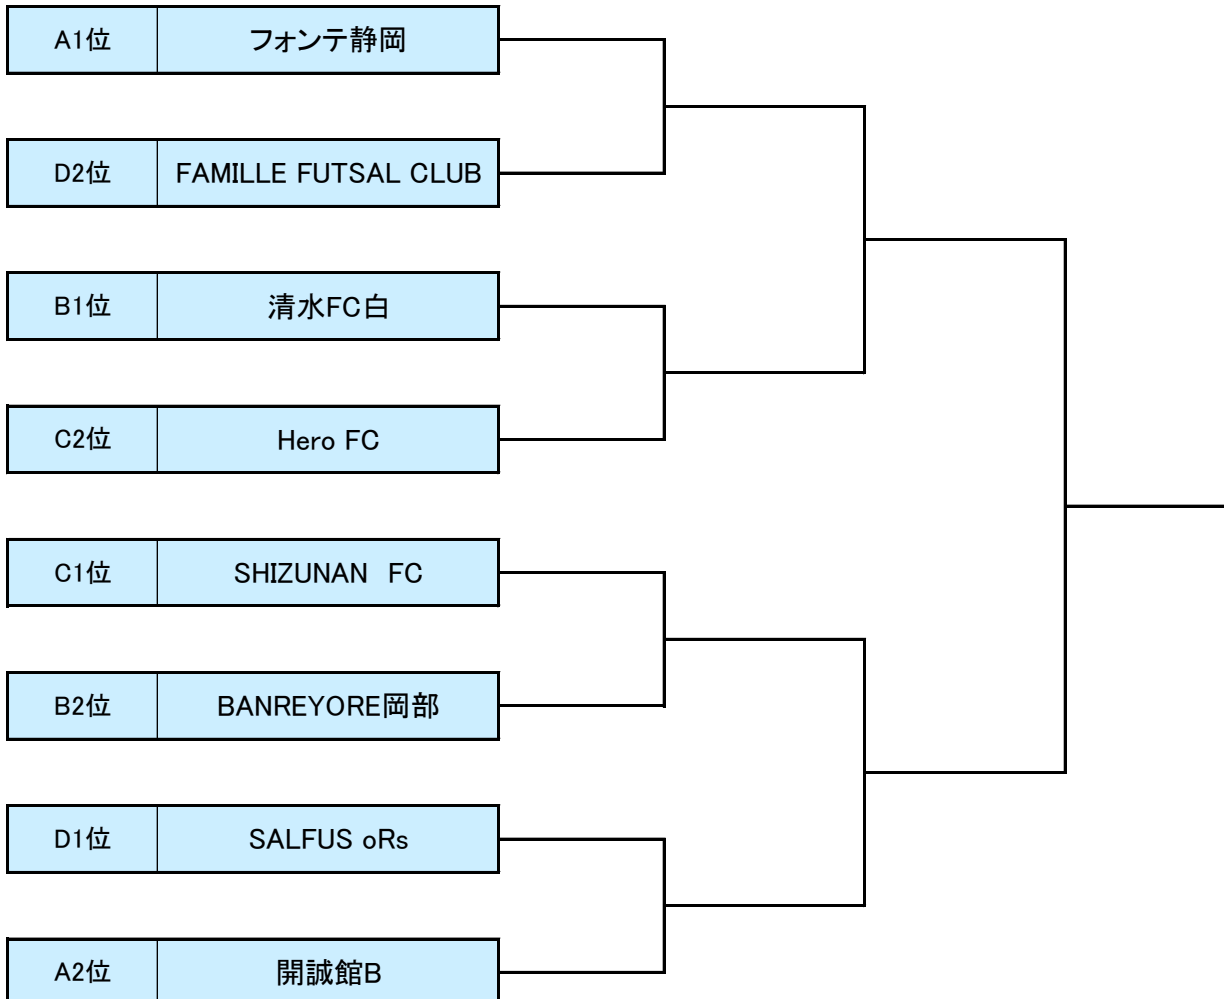 A1位 フォンテ静岡
D2位 FAMILLE FUTSAL CLUB
B1位 清水FC白
C2位 Hero FC
C1位 SHIZUNAN　FC
B2位 BANREYORE岡部
D1位 SALFUS oRs
A2位 開誠館B